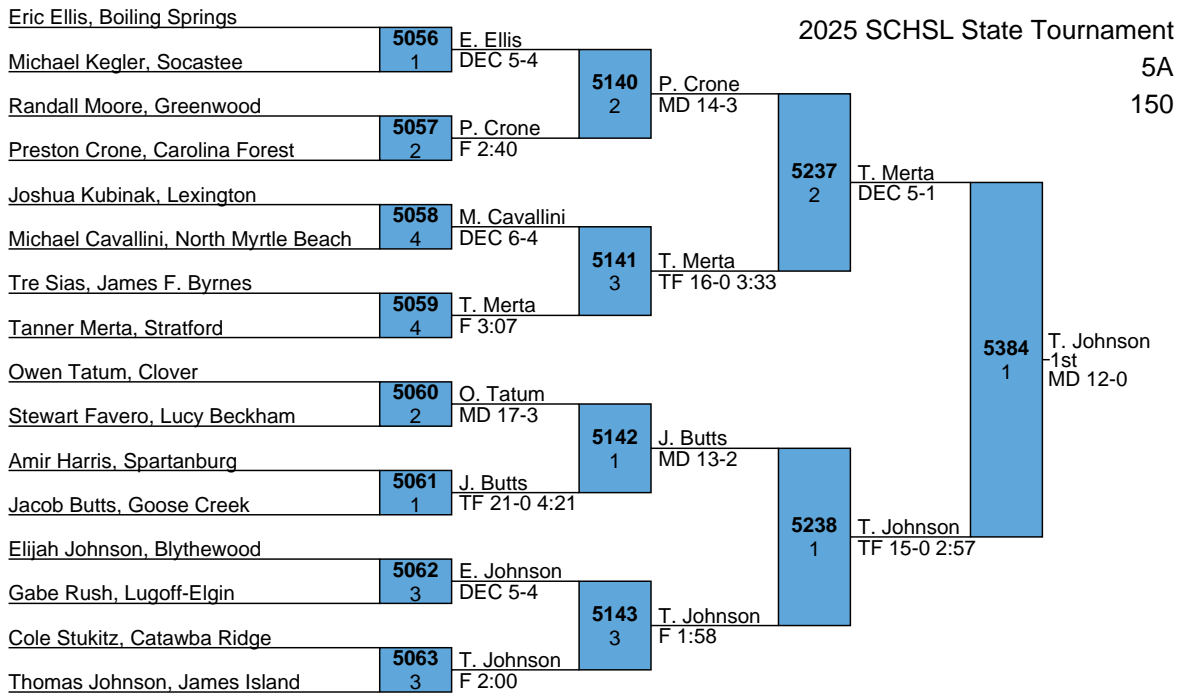 2025 SCHSL State Tournament
5A
150
Eric Ellis, Boiling Springs
Michael Kegler, Socastee
Randall Moore, Greenwood
Preston Crone, Carolina Forest
Joshua Kubinak, Lexington
Michael Cavallini, North Myrtle Beach
Tre Sias, James F. Byrnes
Tanner Merta, Stratford
Owen Tatum, Clover
Stewart Favero, Lucy Beckham
Amir Harris, Spartanburg
Jacob Butts, Goose Creek
Elijah Johnson, Blythewood
Gabe Rush, Lugoff-Elgin
Cole Stukitz, Catawba Ridge
Thomas Johnson, James Island
5056
1
5057
2
5058
4
5059
4
5060
2
5061
1
5062
3
5063
3
E. Ellis
DEC 5-4
P. Crone
F 2:40
M. Cavallini
DEC 6-4
T. Merta
F 3:07
O. Tatum
MD 17-3
J. Butts
TF 21-0 4:21
E. Johnson
DEC 5-4
T. Johnson
F 2:00
5140
2
5141
3
5142
1
5143
3
P. Crone
MD 14-3
T. Merta
TF 16-0 3:33
J. Butts
MD 13-2
T. Johnson
F 1:58
5237
2
5238
1
T. Merta
DEC 5-1
T. Johnson
TF 15-0 2:57
5384
1
T. Johnson
1st
MD 12-0